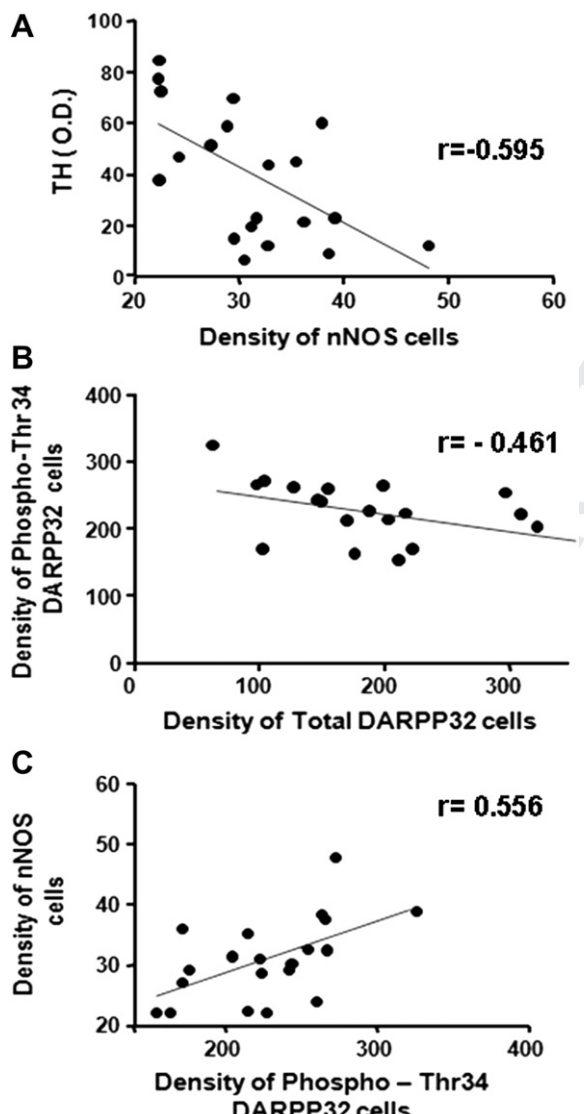 A
100
80
60
40
20
0
TH ( O.D.)
r=-0.595
20 30 40 50 60
Density of nNOS cells
B
400
300
200
100
0
Density of Phospho-Thr 34
DARPP32 cells
r= - 0.461
0 100 200 300
Density of Total DARPP32 cells
C
60
50
40
30
20
Density of nNOS
cells
r= 0.556
200 300 400
Density of Phospho – Thr34
DARPP32 cells